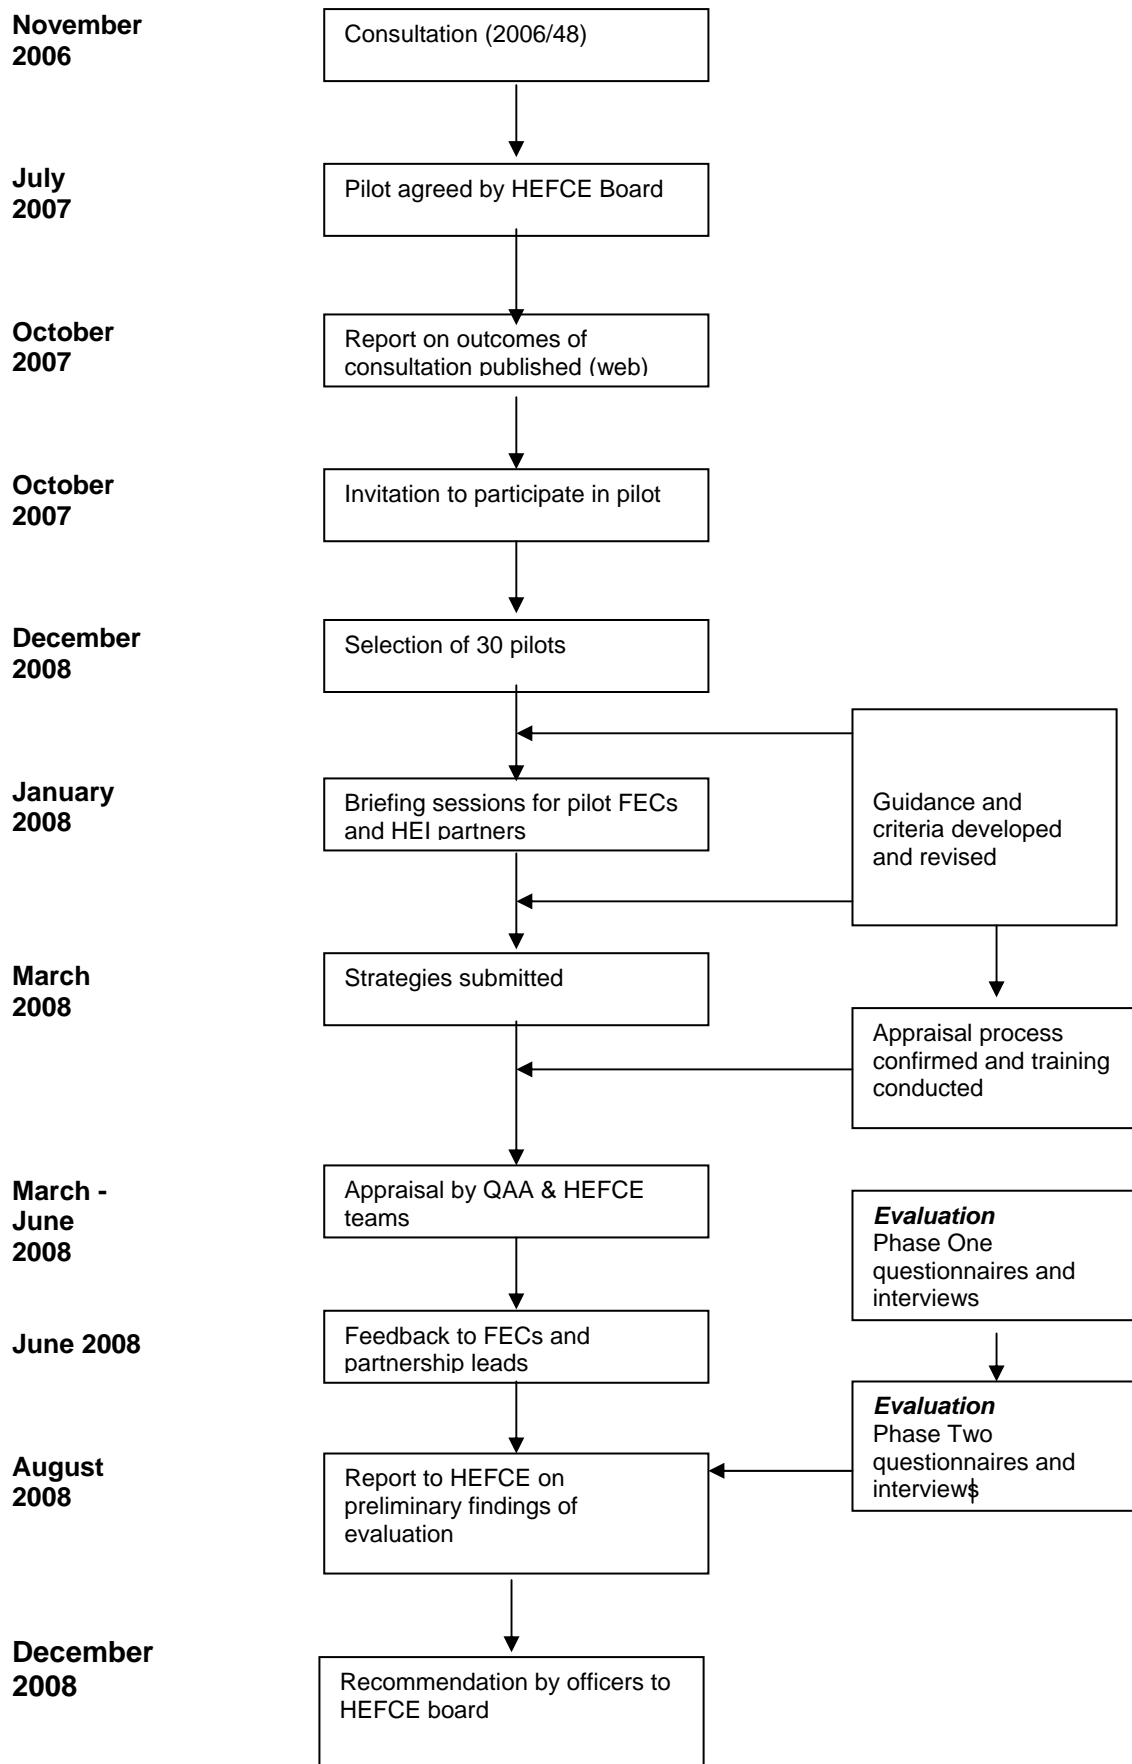 November
2006
Consultation (2006/48)
July
2007
Pilot agreed by HEFCE Board
October
2007
Report on outcomes of
consultation published (web)
October
2007
Invitation to participate in pilot
December
2008
Selection of 30 pilots
January
2008
Briefing sessions for pilot FECs
and HEI partners
Guidance and
criteria developed
and revised
March
2008
Strategies submitted
Appraisal process
confirmed and training
conducted
March -
June
2008
Appraisal by QAA & HEFCE
teams
Evaluation
Phase One
questionnaires and
interviews
June 2008
Feedback to FECs and
partnership leads
Evaluation
Phase Two
questionnaires and
interviews
August
2008
Report to HEFCE on
preliminary findings of
evaluation
December
2008
Recommendation by officers to
HEFCE board